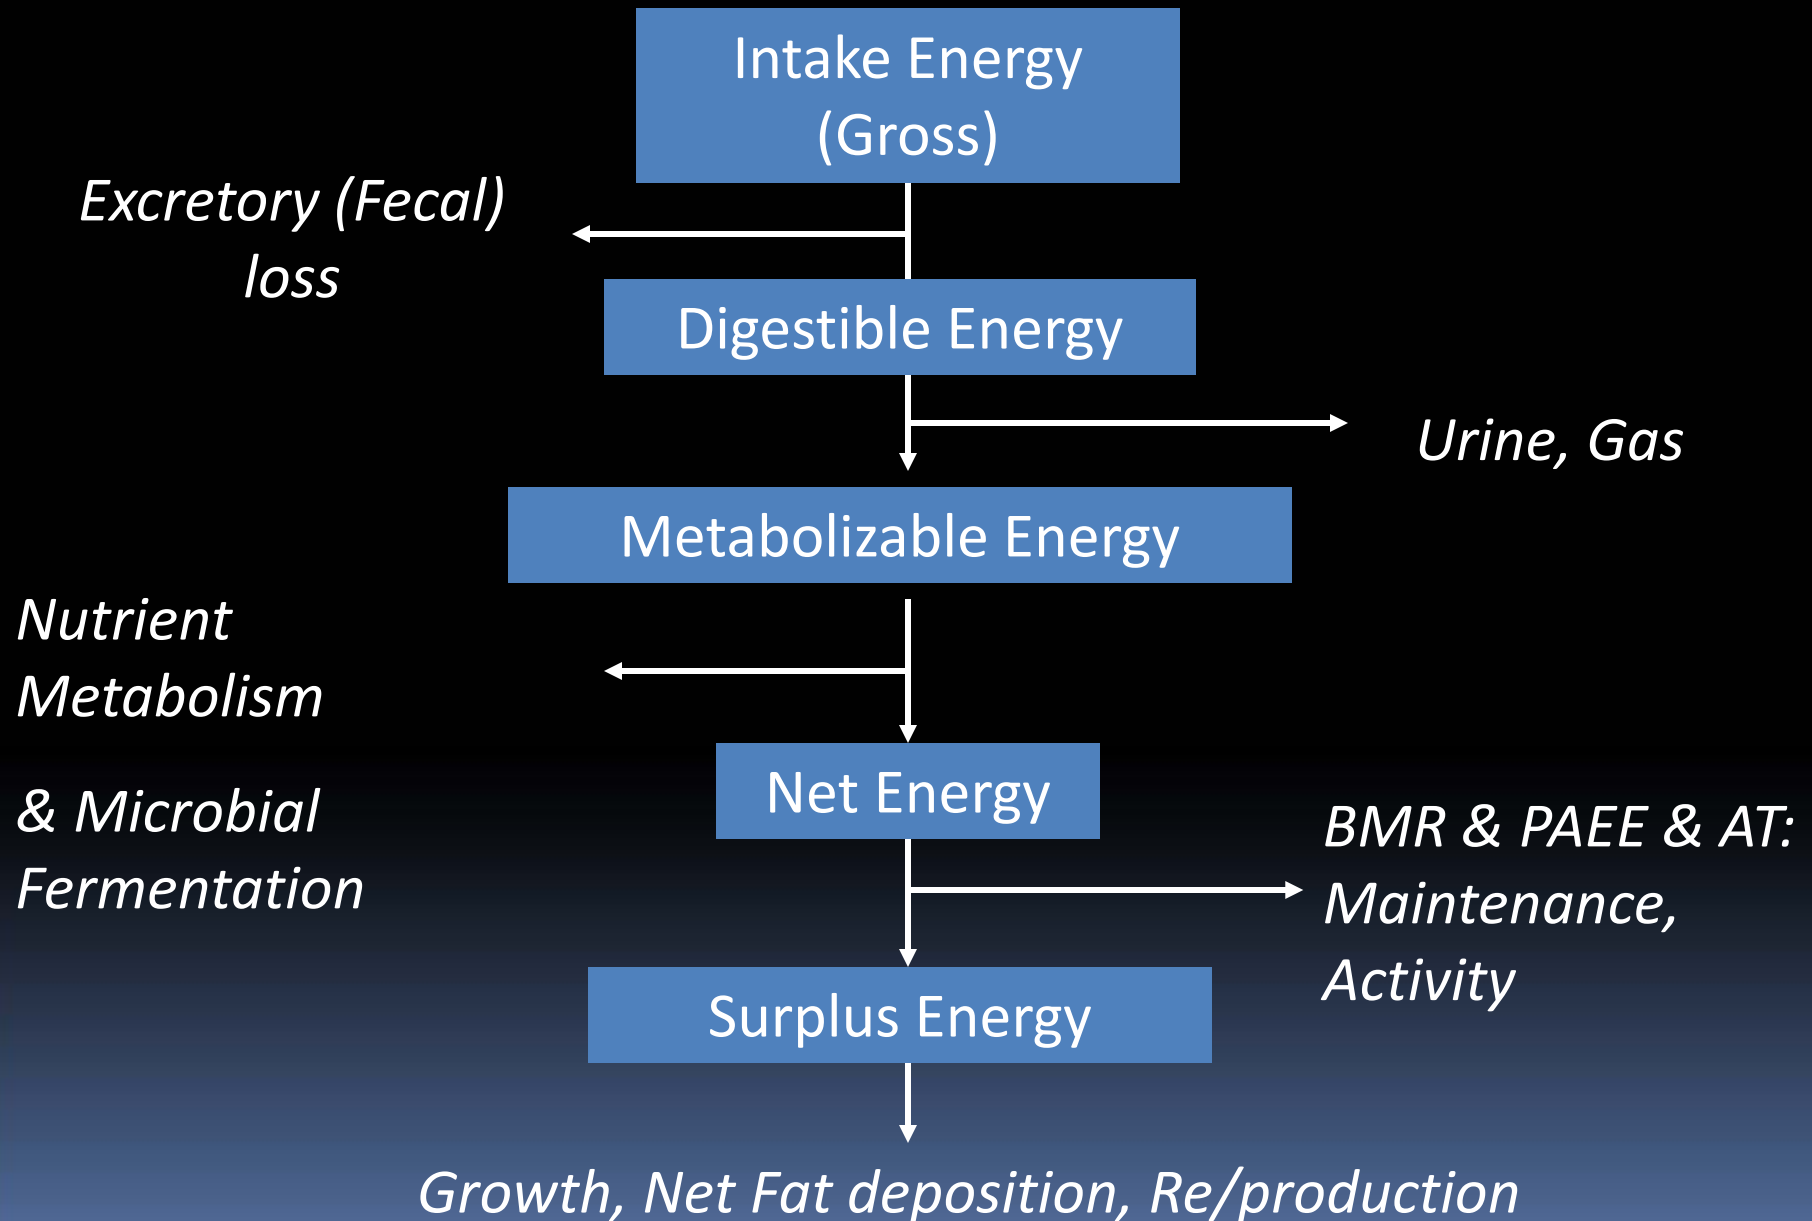 Intake Energy
(Gross)
Excretory (Fecal)
loss
Digestible Energy
Urine, Gas
Metabolizable Energy
Nutrient
Metabolism
& Microbial
Fermentation
Net Energy
BMR & PAEE & AT:
Maintenance,
Activity
Surplus Energy
Growth, Net Fat deposition, Re/production